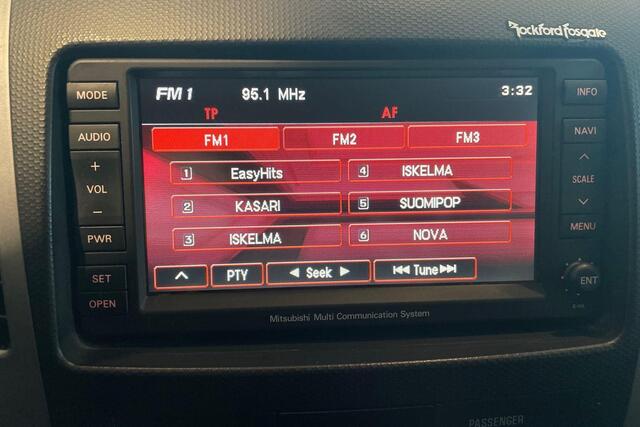 Rockford Fosgate
MODE
AUDIO
+
VOL
−
PWR
SET
OPEN
FM1 95.1 MHz 3:32
TP AF
FM1 FM2 FM3
1 EasyHits 4 ISKELMA
2 KASARI 5 SUOMIPOP
3 ISKELMA 6 NOVA
PTY ◀ Seek ▶ Tune
INFO
NAVI
SCALE
MENU
ENT
Mitsubishi Multi Communication System
PASSENGER